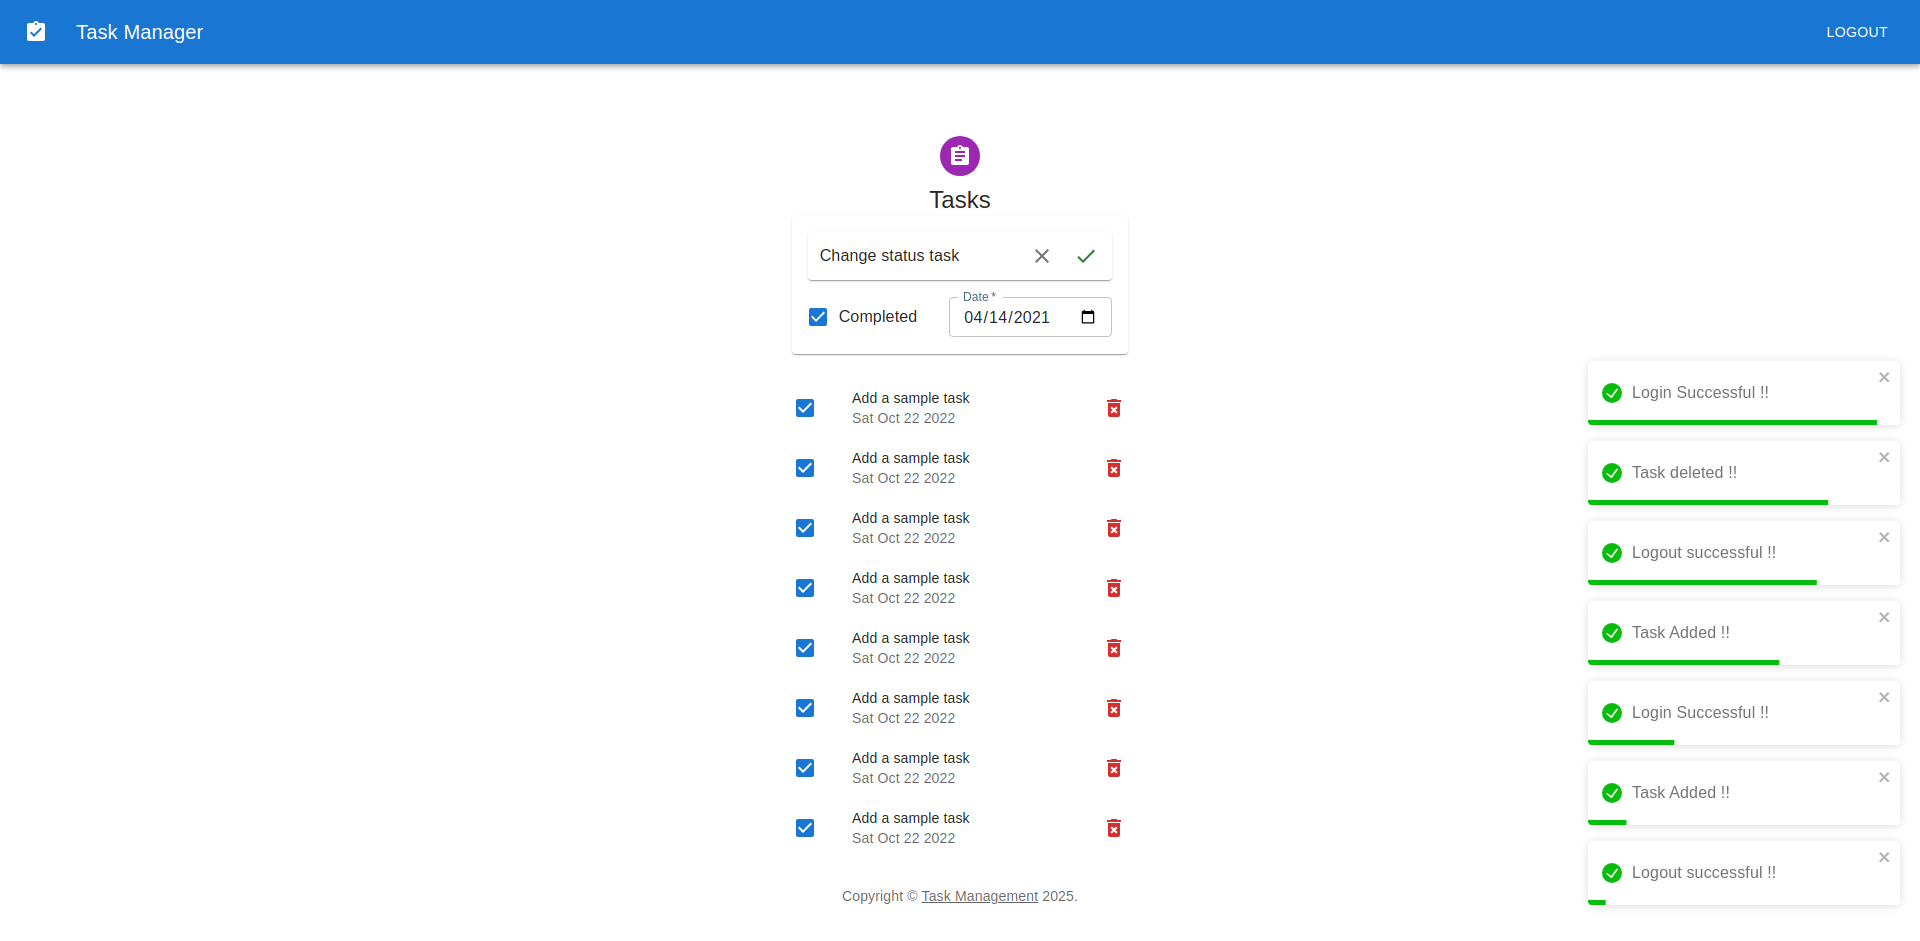 Task Manager
LOGOUT
Tasks
Change status task
Completed
Date *
04/14/2021
Add a sample task
Sat Oct 22 2022
Add a sample task
Sat Oct 22 2022
Add a sample task
Sat Oct 22 2022
Add a sample task
Sat Oct 22 2022
Add a sample task
Sat Oct 22 2022
Add a sample task
Sat Oct 22 2022
Add a sample task
Sat Oct 22 2022
Add a sample task
Sat Oct 22 2022
Copyright © Task Management 2025.
Login Successful !!
Task deleted !!
Logout successful !!
Task Added !!
Login Successful !!
Task Added !!
Logout successful !!